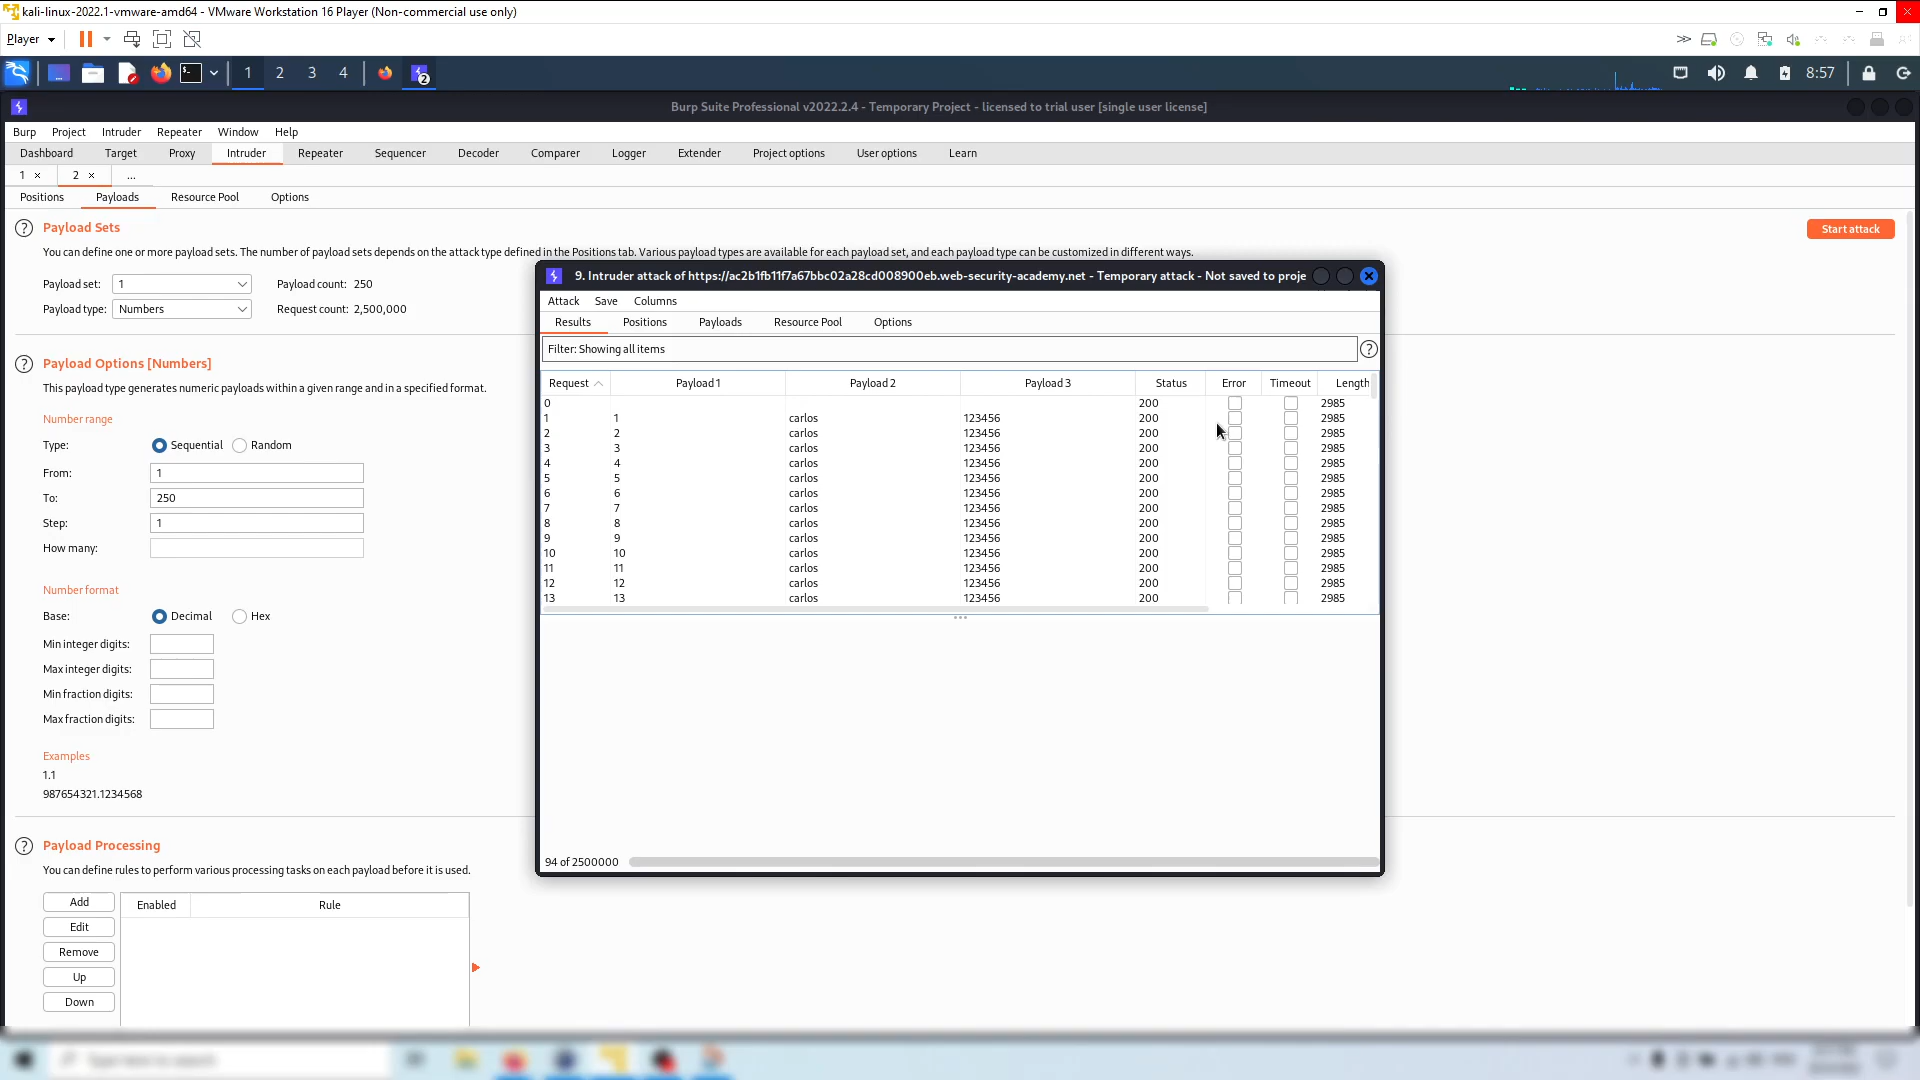 kali-linux-2022.1-vmware-amd64 - VMware Workstation 16 Player (Non-commercial use only)
Player
1 2 3 4 2 8:57
Burp Suite Professional v2022.2.4 - Temporary Project - licensed to trial user [single user license]
Burp Project Intruder Repeater Window Help
Dashboard Target Proxy Intruder Repeater Sequencer Decoder Comparer Logger Extender Project options User options Learn
1 × 2 × ...
Positions Payloads Resource Pool Options
? Payload Sets
Start attack
You can define one or more payload sets. The number of payload sets depends on the attack type defined in the Positions tab. Various payload types are available for each payload set, and each payload type can be customized in different ways.
Payload set: 1 Payload count: 250
Payload type: Numbers Request count: 2,500,000
? Payload Options [Numbers]
This payload type generates numeric payloads within a given range and in a specified format.
Number range
Type: Sequential Random
From: 1
To: 250
Step: 1
How many:
Number format
Base: Decimal Hex
Min integer digits:
Max integer digits:
Min fraction digits:
Max fraction digits:
Examples
1.1
987654321.1234568
? Payload Processing
You can define rules to perform various processing tasks on each payload before it is used.
Add
Edit
Remove
Up
Down
Enabled Rule
9. Intruder attack of https://ac2b1fb11f7a67bbc02a28cd008900eb.web-security-academy.net - Temporary attack - Not saved to proje
Attack Save Columns
Results Positions Payloads Resource Pool Options
Filter: Showing all items ?
Request Payload 1 Payload 2 Payload 3 Status Error Timeout Length
0 200 2985
1 1 carlos 123456 200 2985
2 2 carlos 123456 200 2985
3 3 carlos 123456 200 2985
4 4 carlos 123456 200 2985
5 5 carlos 123456 200 2985
6 6 carlos 123456 200 2985
7 7 carlos 123456 200 2985
8 8 carlos 123456 200 2985
9 9 carlos 123456 200 2985
10 10 carlos 123456 200 2985
11 11 carlos 123456 200 2985
12 12 carlos 123456 200 2985
13 13 carlos 123456 200 2985
94 of 2500000